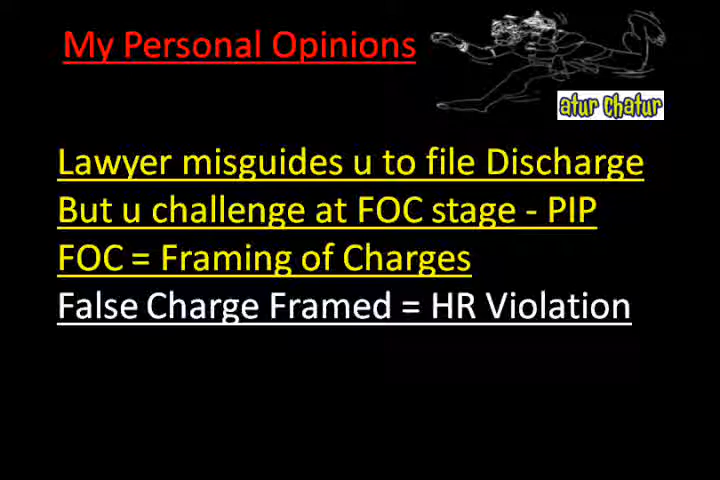 My Personal Opinions
atur chatur
Lawyer misguides u to file Discharge
But u challenge at FOC stage - PIP
FOC = Framing of Charges
False Charge Framed = HR Violation